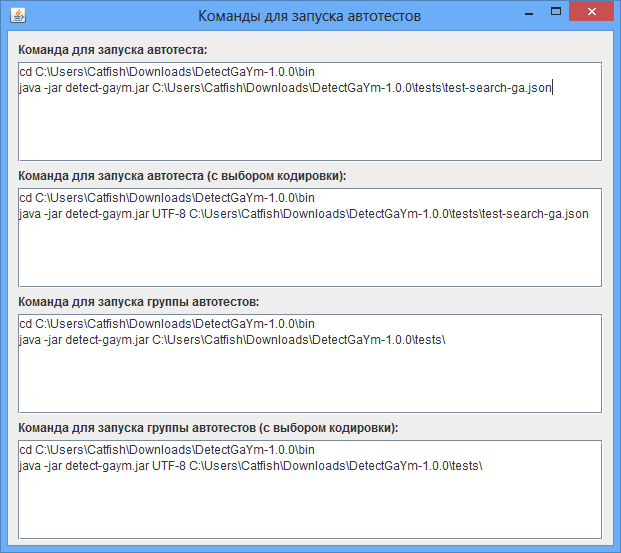 Команды для запуска автотестов
Команда для запуска автотеста:
cd C:\Users\Catfish\Downloads\DetectGaYm-1.0.0\bin
java -jar detect-gaym.jar C:\Users\Catfish\Downloads\DetectGaYm-1.0.0\tests\test-search-ga.json
Команда для запуска автотеста (с выбором кодировки):
cd C:\Users\Catfish\Downloads\DetectGaYm-1.0.0\bin
java -jar detect-gaym.jar UTF-8 C:\Users\Catfish\Downloads\DetectGaYm-1.0.0\tests\test-search-ga.json
Команда для запуска группы автотестов:
cd C:\Users\Catfish\Downloads\DetectGaYm-1.0.0\bin
java -jar detect-gaym.jar C:\Users\Catfish\Downloads\DetectGaYm-1.0.0\tests\
Команда для запуска группы автотестов (с выбором кодировки):
cd C:\Users\Catfish\Downloads\DetectGaYm-1.0.0\bin
java -jar detect-gaym.jar UTF-8 C:\Users\Catfish\Downloads\DetectGaYm-1.0.0\tests\